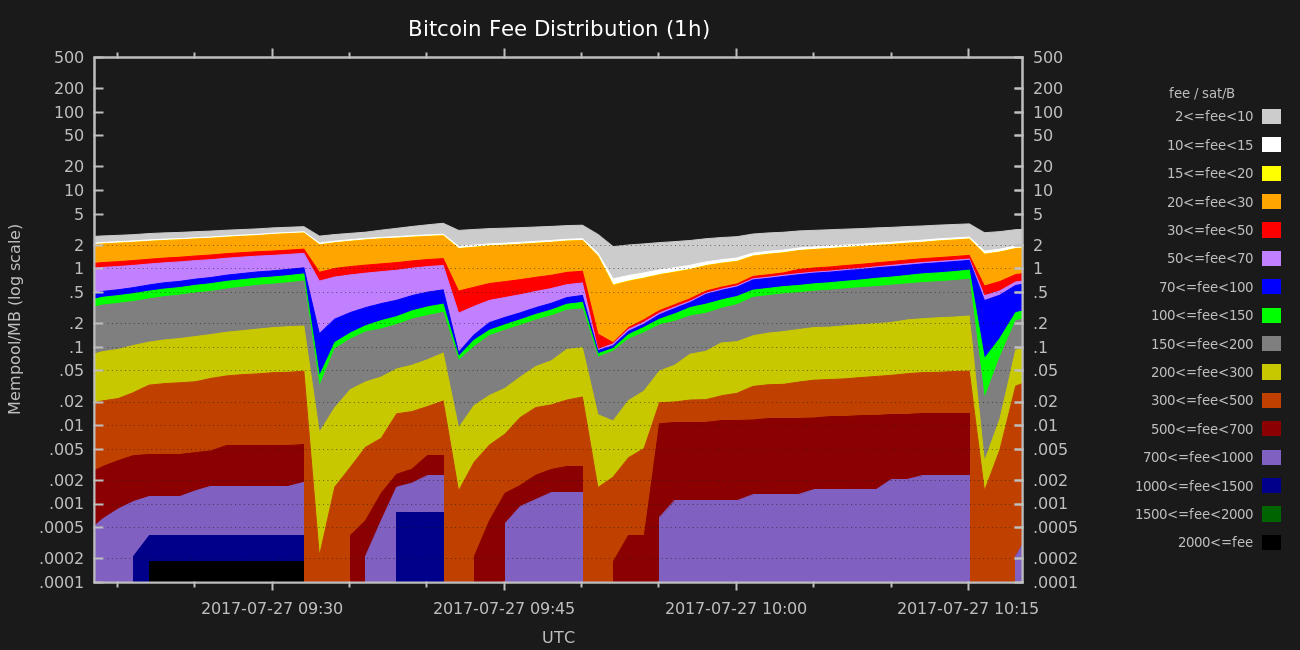 Bitcoin Fee Distribution (1h)
Mempool/MB (log scale)
500
200
100
50
20
10
5
2
1
.5
.2
.1
.05
.02
.01
.005
.002
.001
.0005
.0002
.0001
500
200
100
50
20
10
5
2
1
.5
.2
.1
.05
.02
.01
.005
.002
.001
.0005
.0002
.0001
2017-07-27 09:30
2017-07-27 09:45
2017-07-27 10:00
2017-07-27 10:15
UTC
fee / sat/B
2<=fee<10
10<=fee<15
15<=fee<20
20<=fee<30
30<=fee<50
50<=fee<70
70<=fee<100
100<=fee<150
150<=fee<200
200<=fee<300
300<=fee<500
500<=fee<700
700<=fee<1000
1000<=fee<1500
1500<=fee<2000
2000<=fee